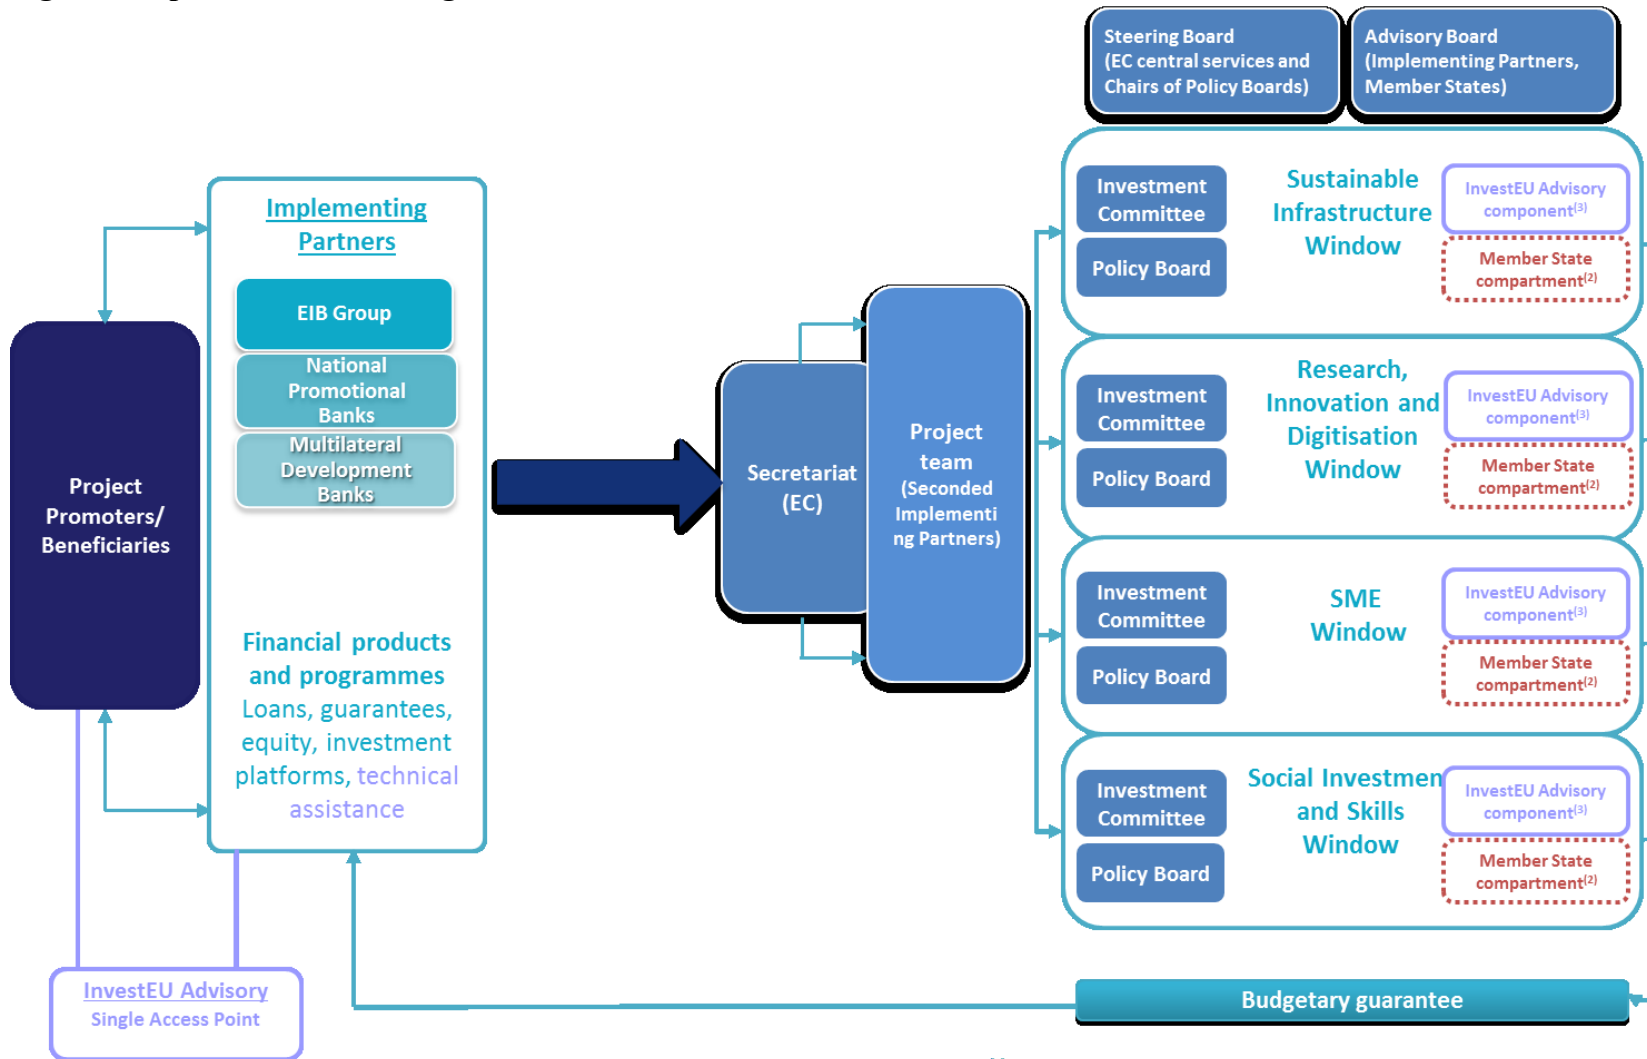 Steering Board
(EC central services and
Chairs of Policy Boards)
Advisory Board
(Implementing Partners,
Member States)
Implementing
Partners
EIB Group
National
Promotional
Banks
Multilateral
Development
Banks
Financial products
and programmes
Loans, guarantees,
equity, investment
platforms, technical
assistance
Project
Promoters/
Beneficiaries
InvestEU Advisory
Single Access Point
Secretariat
(EC)
Project
team
(Seconded
Implementi
ng Partners)
Investment
Committee
Policy Board
Sustainable
Infrastructure
Window
InvestEU Advisory
component(3)
Member State
compartment(2)
Investment
Committee
Policy Board
Research,
Innovation and
Digitisation
Window
InvestEU Advisory
component(3)
Member State
compartment(2)
Investment
Committee
Policy Board
SME
Window
InvestEU Advisory
component(3)
Member State
compartment(2)
Investment
Committee
Policy Board
Social Investmen
and Skills
Window
InvestEU Advisory
component(3)
Member State
compartment(2)
Budgetary guarantee